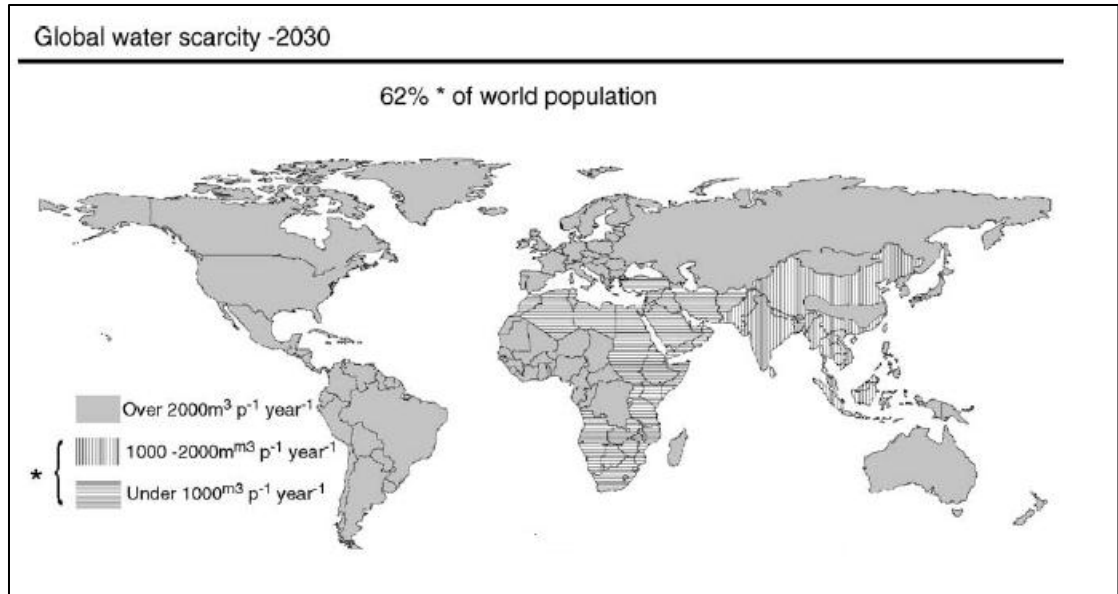 Global water scarcity -2030
62% * of world population
Over 2000m³ p⁻¹ year⁻¹
* { 1000 -2000mᵐ³ p⁻¹ year⁻¹
Under 1000ᵐ³ p⁻¹ year⁻¹